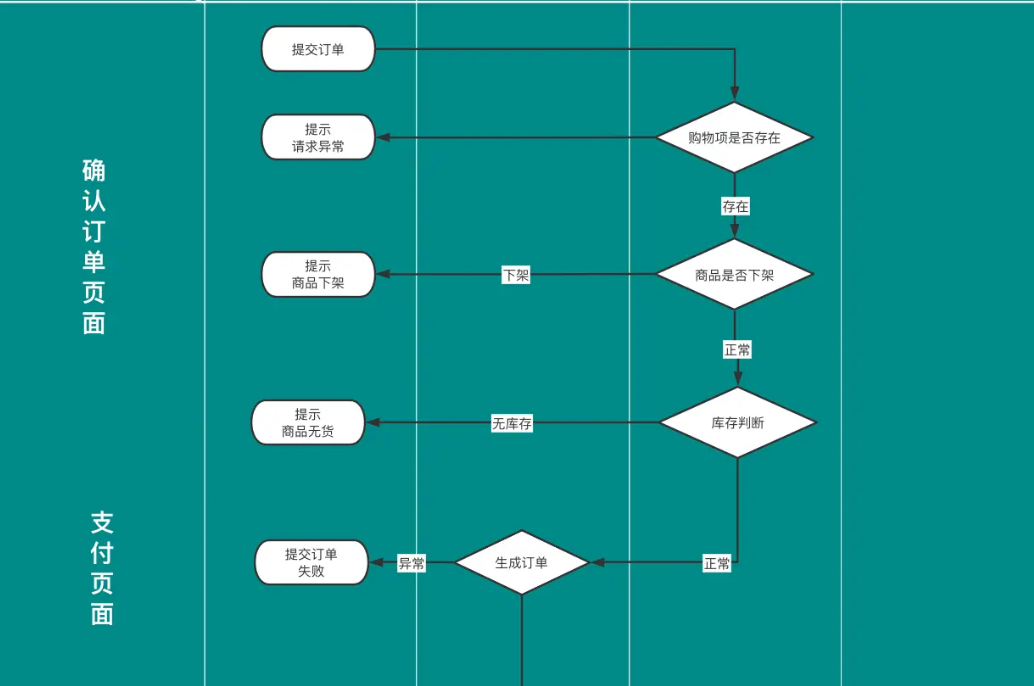 提交订单
提示
请求异常
购物项是否存在
存在
确认订单页面
提示
商品下架
下架
商品是否下架
正常
提示
商品无货
无库存
库存判断
支付页面
提交订单
失败
异常
生成订单
正常